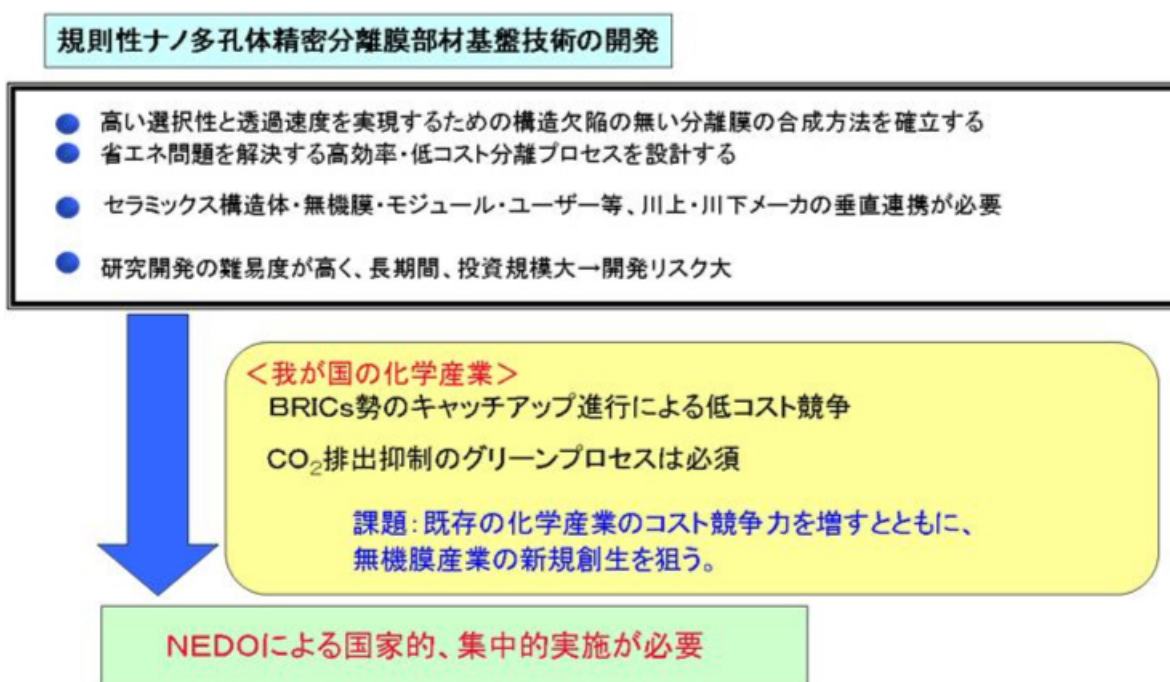 規則性ナノ多孔体精密分離膜部材基盤技術の開発
● 高い選択性と透過速度を実現するための構造欠陥の無い分離膜の合成方法を確立する
● 省エネ問題を解決する高効率・低コスト分離プロセスを設計する
● セラミックス構造体・無機膜・モジュール・ユーザー等、川上・川下メーカの垂直連携が必要
● 研究開発の難易度が高く、長期間、投資規模大→開発リスク大
＜我が国の化学産業＞
BRICs勢のキャッチアップ進行による低コスト競争
CO₂排出抑制のグリーンプロセスは必須
課題：既存の化学産業のコスト競争力を増すとともに、
無機膜産業の新規創生を狙う。
NEDOによる国家的、集中的実施が必要